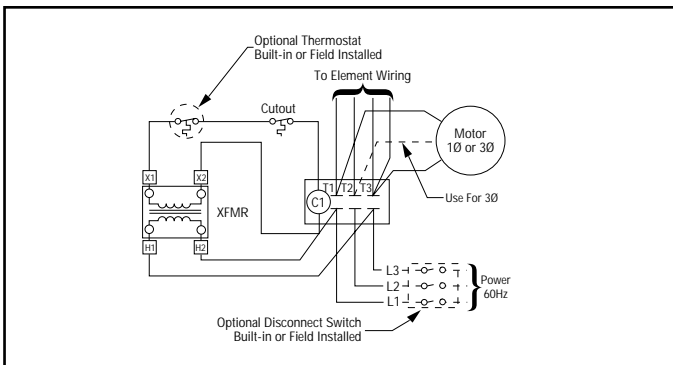 Optional Thermostat
Built-in or Field Installed
To Element Wiring
Cutout
Motor
1Ø or 3Ø
X1
X2
T1
T2
T3
C1
XFMR
Use For 3Ø
H1
H2
L3
L2
L1
Power
60Hz
Optional Disconnect Switch
Built-in or Field Installed